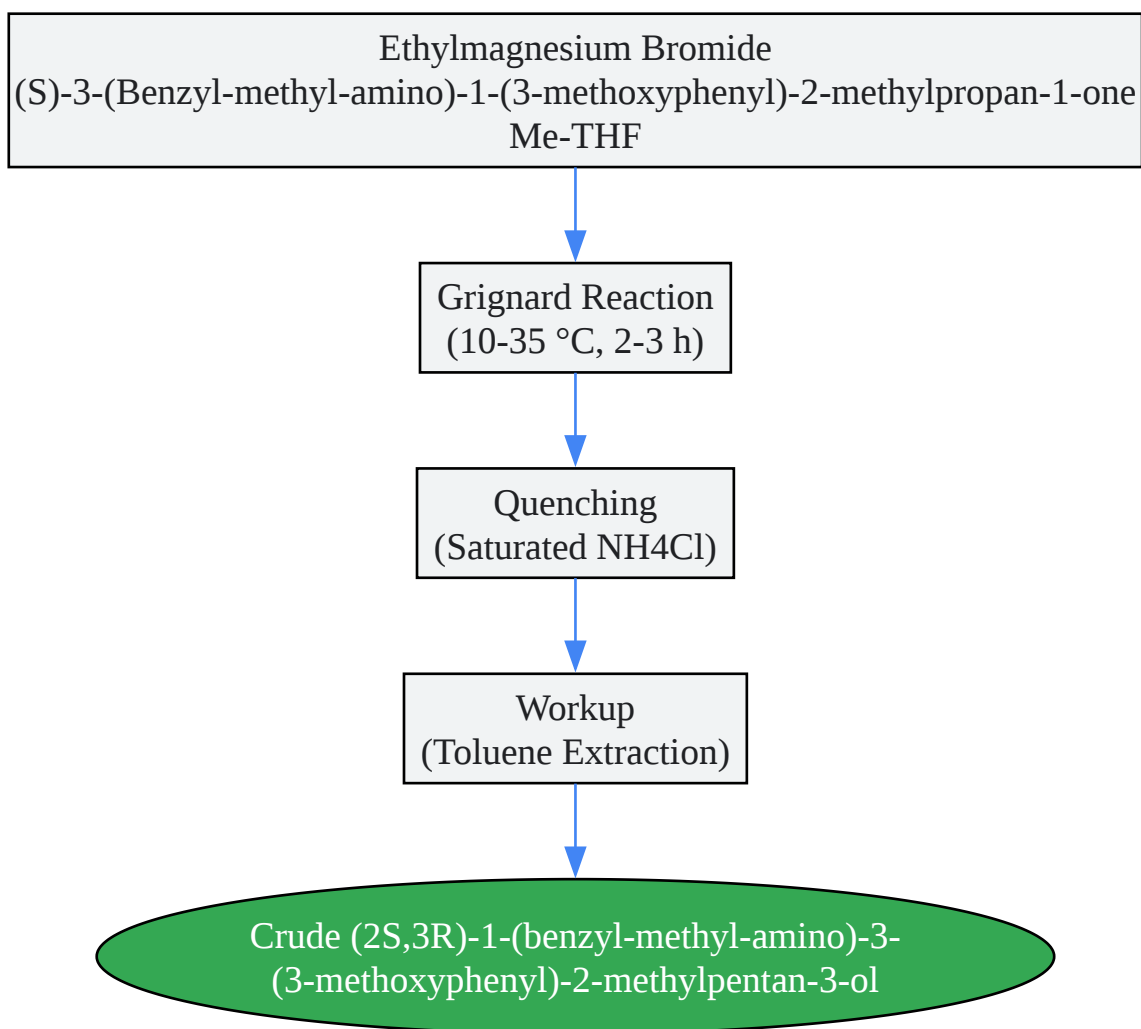 Ethylmagnesium Bromide
(S)-3-(Benzyl-methyl-amino)-1-(3-methoxyphenyl)-2-methylpropan-1-one
Me-THF
Grignard Reaction
(10-35 °C, 2-3 h)
Quenching
(Saturated NH4Cl)
Workup
(Toluene Extraction)
Crude (2S,3R)-1-(benzyl-methyl-amino)-3-
(3-methoxyphenyl)-2-methylpentan-3-ol